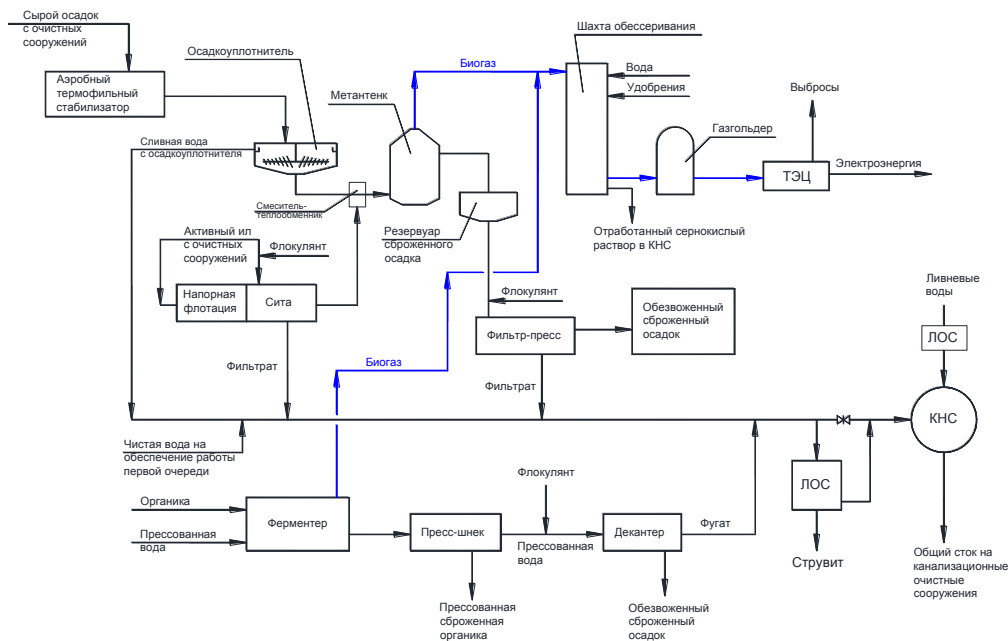 Сырой осадок
с очистных
сооружений
Аэробный
термофильный
стабилизатор
Осадкоуплотнитель
Метантенк
Биогаз
Шахта обессеривания
Вода
Удобрения
Выбросы
Газгольдер
ТЭЦ
Электроэнергия
Сливная вода
с осадкоуплотнителя
Смеситель-
теплообменник
Резервуар
сброженного
осадка
Отработанный сернокислый
раствор в КНС
Активный ил
с очистных
сооружений
Флокулянт
Напорная
флотация
Сита
Флокулянт
Фильтр-пресс
Обезвоженный
сброженный
осадок
Ливневые
воды
ЛОС
Фильтрат
Биогаз
Фильтрат
КНС
Чистая вода на
обеспечение работы
первой очереди
Органика
Прессованная
вода
Ферментер
Пресс-шнек
Флокулянт
Прессованная
вода
Декантер
Фугат
ЛОС
Струвит
Общий сток на
канализационные
очистные
сооружения
Прессованная
сброженная
органика
Обезвоженный
сброженный
осадок